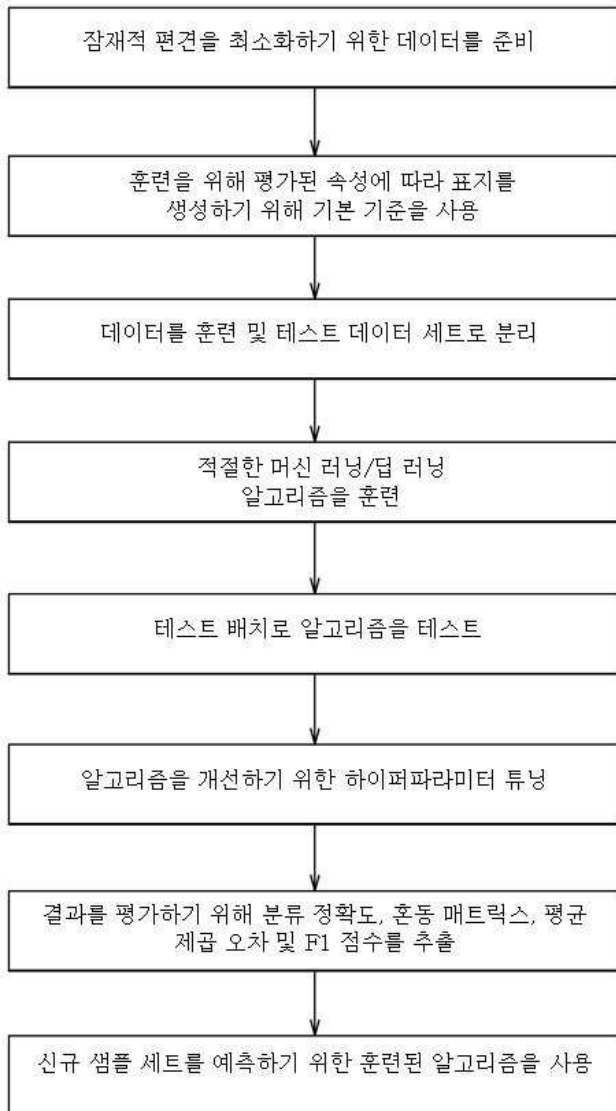 잠재적 편견을 최소화하기 위한 데이터를 준비
훈련을 위해 평가된 속성에 따라 표지를
생성하기 위해 기본 기준을 사용
데이터를 훈련 및 테스트 데이터 세트로 분리
적절한 머신 러닝/딥 러닝
알고리즘을 훈련
테스트 배치로 알고리즘을 테스트
알고리즘을 개선하기 위한 하이퍼파라미터 튜닝
결과를 평가하기 위해 분류 정확도, 혼동 매트릭스, 평균
제곱 오차 및 F1 점수를 추출
신규 샘플 세트를 예측하기 위한 훈련된 알고리즘을 사용